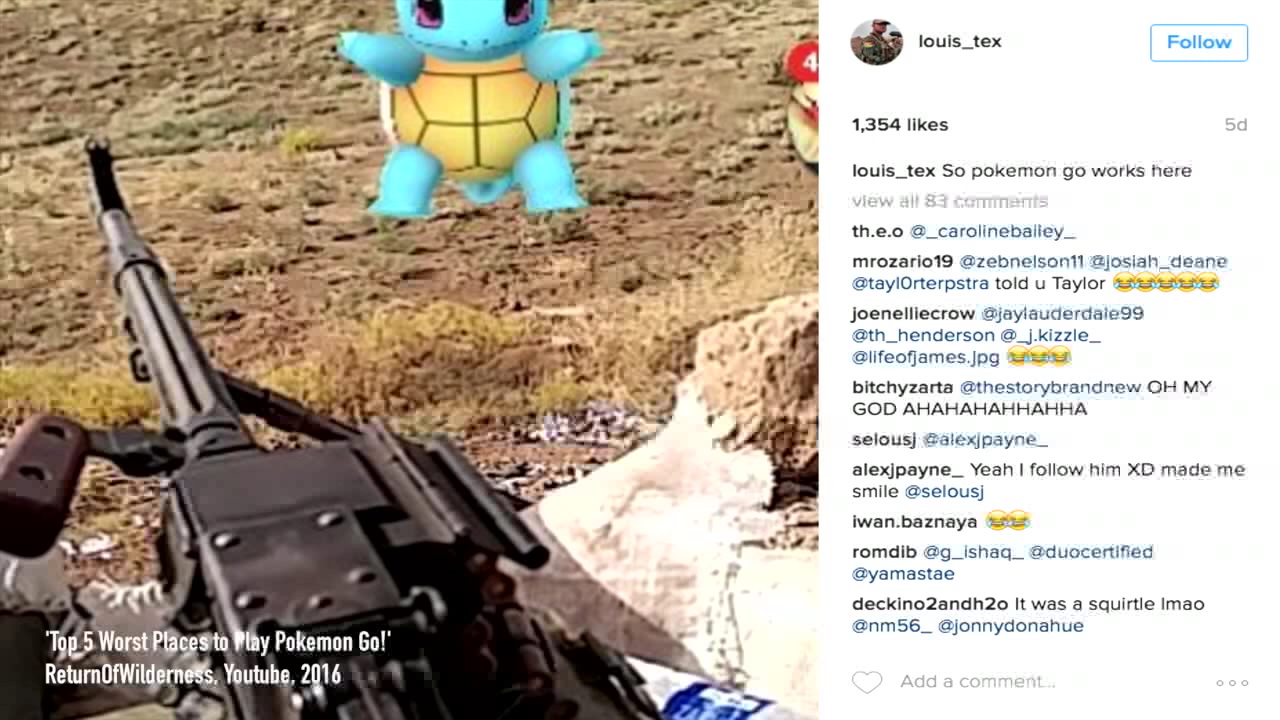 4
'Top 5 Worst Places to Play Pokemon Go!'
ReturnOfWilderness, Youtube, 2016
louis_tex
Follow
1,354 likes
5d
louis_tex So pokemon go works here
view all 83 comments
th.e.o @_carolinebailey_
mrozario19 @zebnelson11 @josiah_deane
@tayl0rterpstra told u Taylor 😂😂😂😂😂
joenelliecrow @jaylauderdale99
@th_henderson @_j.kizzle_
@lifeofjames.jpg 😂😂😂
bitchyzarta @thestorybrandnew OH MY
GOD AHAHAHAHHAHHA
selousj @alexjpayne_
alexjpayne_ Yeah I follow him XD made me
smile @selousj
iwan.baznaya 😂😂
romdib @g_ishaq_ @duocertified
@yamastae
deckino2andh2o It was a squirtle lmao
@nm56_ @jonnydonahue
Add a comment...